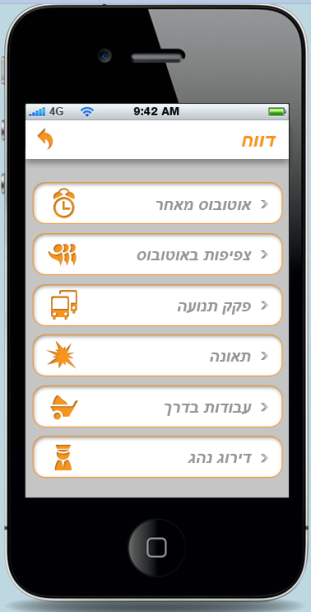 4G 9:42 AM
דווח
אוטובוס מאחר
צפיפות באוטובוס
פקק תנועה
תאונה
עבודות בדרך
דירוג נהג